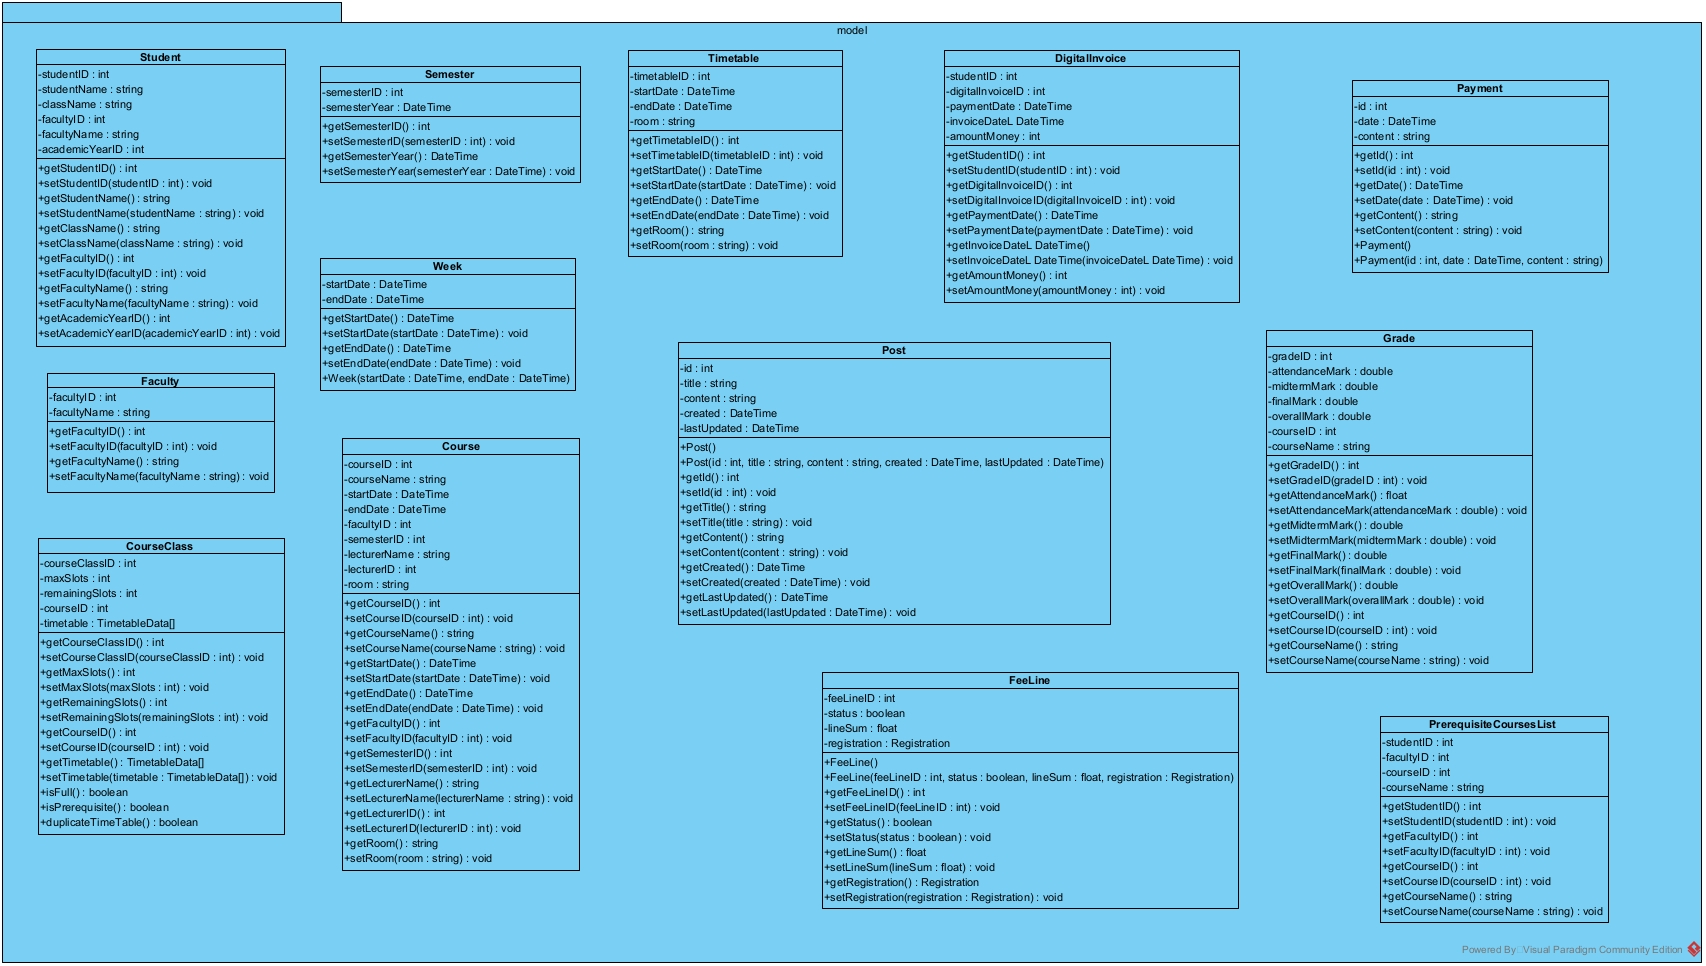 model
Student
-studentID : int
-studentName : string
-className : string
-facultyID : int
-facultyName : string
-academicYearID : int
+getStudentID() : int
+setStudentID(studentID : int) : void
+getStudentName() : string
+setStudentName(studentName : string) : void
+getClassName() : string
+setClassName(className : string) : void
+getFacultyID() : int
+setFacultyID(facultyID : int) : void
+getFacultyName() : string
+setFacultyName(facultyName : string) : void
+getAcademicYearID() : int
+setAcademicYearID(academicYearID : int) : void
Faculty
-facultyID : int
-facultyName : string
+getFacultyID() : int
+setFacultyID(facultyID : int) : void
+getFacultyName() : string
+setFacultyName(facultyName : string) : void
CourseClass
-courseClassID : int
-maxSlots : int
-remainingSlots : int
-courseID : int
-timetable : TimetableData[]
+getCourseClassID() : int
+setCourseClassID(courseClassID : int) : void
+getMaxSlots() : int
+setMaxSlots(maxSlots : int) : void
+getRemainingSlots() : int
+setRemainingSlots(remainingSlots : int) : void
+getCourseID() : int
+setCourseID(courseID : int) : void
+getTimetable() : TimetableData[]
+setTimetable(timetable : TimetableData[]) : void
+isFull() : boolean
+isPrerequisite() : boolean
+duplicateTimeTable() : boolean
Semester
-semesterID : int
-semesterYear : DateTime
+getSemesterID() : int
+setSemesterID(semesterID : int) : void
+getSemesterYear() : DateTime
+setSemesterYear(semesterYear : DateTime) : void
Week
-startDate : DateTime
-endDate : DateTime
+getStartDate() : DateTime
+setStartDate(startDate : DateTime) : void
+getEndDate() : DateTime
+setEndDate(endDate : DateTime) : void
+Week(startDate : DateTime, endDate : DateTime)
Course
-courseID : int
-courseName : string
-startDate : DateTime
-endDate : DateTime
-facultyID : int
-semesterID : int
-lecturerName : string
-lecturerID : int
-room : string
+getCourseID() : int
+setCourseID(courseID : int) : void
+getCourseName() : string
+setCourseName(courseName : string) : void
+getStartDate() : DateTime
+setStartDate(startDate : DateTime) : void
+getEndDate() : DateTime
+setEndDate(endDate : DateTime) : void
+getFacultyID() : int
+setFacultyID(facultyID : int) : void
+getSemesterID() : int
+setSemesterID(semesterID : int) : void
+getLecturerName() : string
+setLecturerName(lecturerName : string) : void
+getLecturerID() : int
+setLecturerID(lecturerID : int) : void
+getRoom() : string
+setRoom(room : string) : void
Timetable
-timetableID : int
-startDate : DateTime
-endDate : DateTime
-room : string
+getTimetableID() : int
+setTimetableID(timetableID : int) : void
+getStartDate() : DateTime
+setStartDate(startDate : DateTime) : void
+getEndDate() : DateTime
+setEndDate(endDate : DateTime) : void
+getRoom() : string
+setRoom(room : string) : void
DigitalInvoice
-studentID : int
-digitalInvoiceID : int
-paymentDate : DateTime
-invoiceDateL DateTime
-amountMoney : int
+getStudentID() : int
+setStudentID(studentID : int) : void
+getDigitalInvoiceID() : int
+setDigitalInvoiceID(digitalInvoiceID : int) : void
+getPaymentDate() : DateTime
+setPaymentDate(paymentDate : DateTime) : void
+getInvoiceDateL DateTime()
+setInvoiceDateL DateTime(invoiceDateL DateTime) : void
+getAmountMoney() : int
+setAmountMoney(amountMoney : int) : void
Payment
-id : int
-date : DateTime
-content : string
+getId() : int
+setId(id : int) : void
+getDate() : DateTime
+setDate(date : DateTime) : void
+getContent() : string
+setContent(content : string) : void
+Payment()
+Payment(id : int, date : DateTime, content : string)
Post
-id : int
-title : string
-content : string
-created : DateTime
-lastUpdated : DateTime
+Post()
+Post(id : int, title : string, content : string, created : DateTime, lastUpdated : DateTime)
+getId() : int
+setId(id : int) : void
+getTitle() : string
+setTitle(title : string) : void
+getContent() : string
+setContent(content : string) : void
+getCreated() : DateTime
+setCreated(created : DateTime) : void
+getLastUpdated() : DateTime
+setLastUpdated(lastUpdated : DateTime) : void
Grade
-gradeID : int
-attendanceMark : double
-midtermMark : double
-finalMark : double
-overallMark : double
-courseID : int
-courseName : string
+getGradeID() : int
+setGradeID(gradeID : int) : void
+getAttendanceMark() : float
+setAttendanceMark(attendanceMark : double) : void
+getMidtermMark() : double
+setMidtermMark(midtermMark : double) : void
+getFinalMark() : double
+setFinalMark(finalMark : double) : void
+getOverallMark() : double
+setOverallMark(overallMark : double) : void
+getCourseID() : int
+setCourseID(courseID : int) : void
+getCourseName() : string
+setCourseName(courseName : string) : void
FeeLine
-feeLineID : int
-status : boolean
-lineSum : float
-registration : Registration
+FeeLine()
+FeeLine(feeLineID : int, status : boolean, lineSum : float, registration : Registration)
+getFeeLineID() : int
+setFeeLineID(feeLineID : int) : void
+getStatus() : boolean
+setStatus(status : boolean) : void
+getLineSum() : float
+setLineSum(lineSum : float) : void
+getRegistration() : Registration
+setRegistration(registration : Registration) : void
PrerequisiteCoursesList
-studentID : int
-facultyID : int
-courseID : int
-courseName : string
+getStudentID() : int
+setStudentID(studentID : int) : void
+getFacultyID() : int
+setFacultyID(facultyID : int) : void
+getCourseID() : int
+setCourseID(courseID : int) : void
+getCourseName() : string
+setCourseName(courseName : string) : void
Powered By Visual Paradigm Community Edition